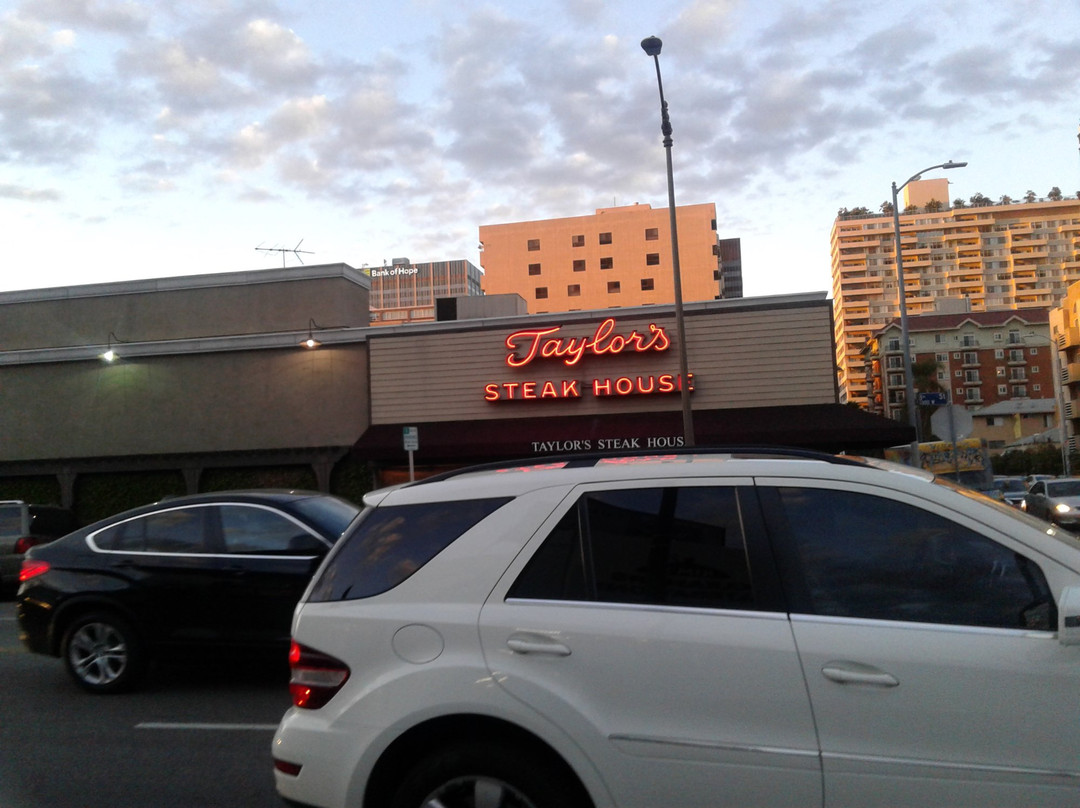 Bank of Hope
Taylor's
STEAK HOUSE
TAYLOR'S STEAK HOUS